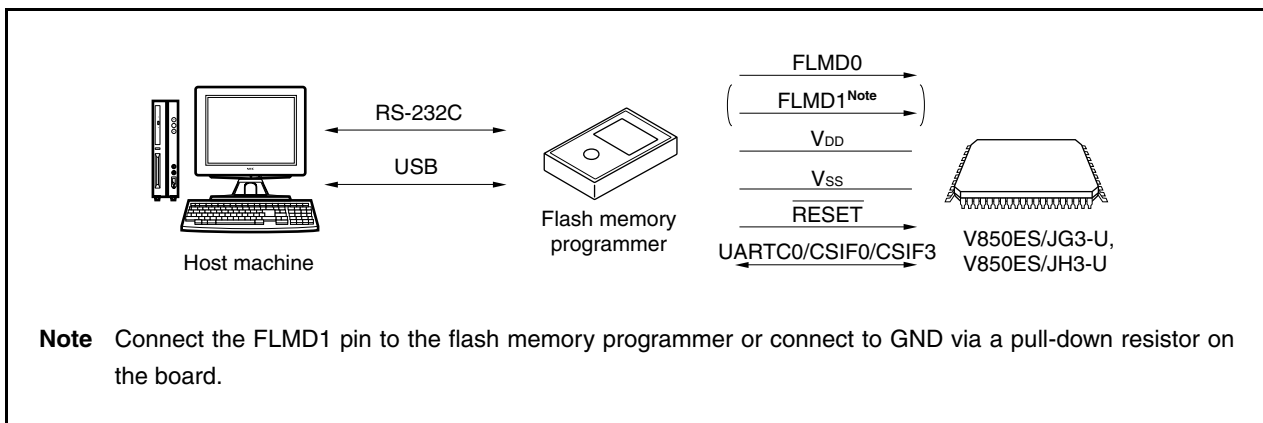 FLMD0
FLMD1Note
RS-232C
VDD
USB
VSS
RESET
Flash memory
programmer
UARTC0/CSIF0/CSIF3
V850ES/JG3-U,
V850ES/JH3-U
Host machine
Note Connect the FLMD1 pin to the flash memory programmer or connect to GND via a pull-down resistor on
the board.